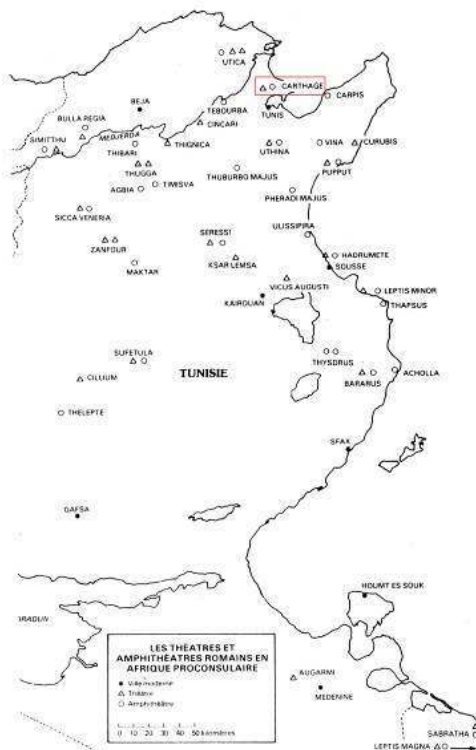 UTICA
CARTHAGE
BEJA
TEBOURBA
CARPIS
TUNIS
BULLA REGIA
CINCARI
MEDJERDA
SIMITTHU
THIGNICA
THIBARI
UTHINA
VINA
CURUBIS
THUGGA
THUBURBO MAJUS
PUPPUT
TIMISVA
AGBIA
PHERADI MAJUS
SICCA VENERIA
ULISSIPIRA
SERESSI
ZANFOUR
HADRUMETE
KSAR LEMSA
SOUSSE
MAKTAR
VICUS AUGUSTI
LEPTIS MINOR
KAIROUAN
THAPSUS
SUFETULA
THYSDRUS
TUNISIE
ACHOLLA
CILLIUM
BARARUS
THELEPTE
SFAX
GAFSA
HOUMT ES SOUK
LES THÉATRES ET
AMPHITHÉATRES ROMAINS EN
AFRIQUE PROCONSULAIRE
Ville moderne
Théâtre
Amphithéâtre
0 10 20 30 40 50 kilomètres
AUGARMI
MEDENINE
SABRATHA
LEPTIS MAGNA